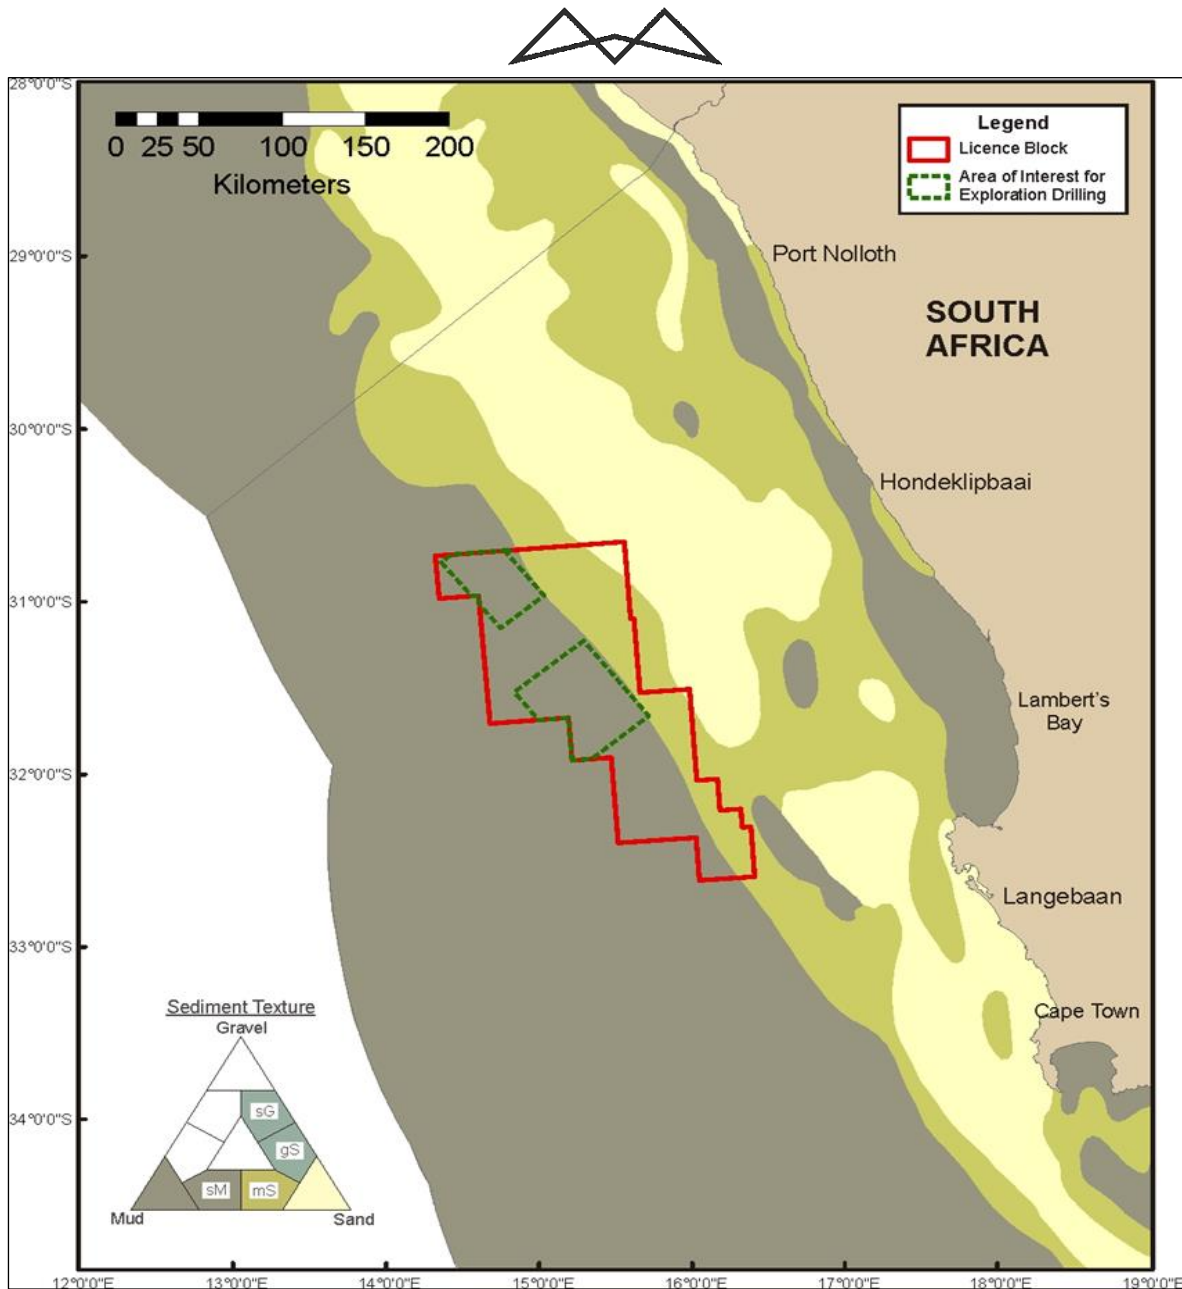 28°0'0"S
0 25 50 100 150 200
Kilometers
Legend
Licence Block
Area of Interest for
Exploration Drilling
29°0'0"S
Port Nolloth
SOUTH
AFRICA
30°0'0"S
Hondeklipbaai
31°0'0"S
Lambert's
Bay
32°0'0"S
Langebaan
33°0'0"S
Sediment Texture
Gravel
Cape Town
sG
34°0'0"S
gS
sM
mS
Mud
Sand
12°0'0"E 13°0'0"E 14°0'0"E 15°0'0"E 16°0'0"E 17°0'0"E 18°0'0"E 19°0'0"E